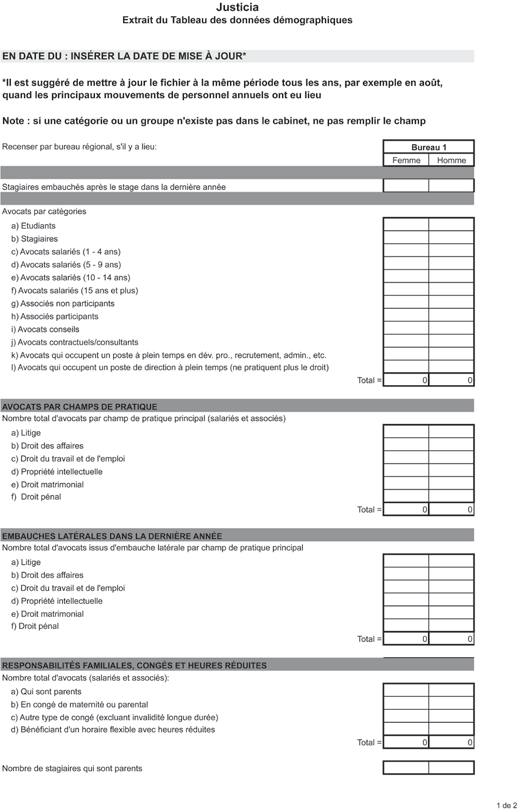 Justicia
Extrait du Tableau des données démographiques
EN DATE DU : INSÉRER LA DATE DE MISE À JOUR*
*Il est suggéré de mettre à jour le fichier à la même période tous les ans, par exemple en août,
quand les principaux mouvements de personnel annuels ont eu lieu
Note : si une catégorie ou un groupe n'existe pas dans le cabinet, ne pas remplir le champ
Recenser par bureau régional, s'il y a lieu: Bureau 1
Femme Homme
Stagiaires embauchés après le stage dans la dernière année
Avocats par catégories
a) Etudiants
b) Stagiaires
c) Avocats salariés (1 - 4 ans)
d) Avocats salariés (5 - 9 ans)
e) Avocats salariés (10 - 14 ans)
f) Avocats salariés (15 ans et plus)
g) Associés non participants
h) Associés participants
i) Avocats conseils
j) Avocats contractuels/consultants
k) Avocats qui occupent un poste à plein temps en dév. pro., recrutement, admin., etc.
l) Avocats qui occupent un poste de direction à plein temps (ne pratiquent plus le droit)
Total = 0 0
AVOCATS PAR CHAMPS DE PRATIQUE
Nombre total d'avocats par champ de pratique principal (salariés et associés)
a) Litige
b) Droit des affaires
c) Droit du travail et de l'emploi
d) Propriété intellectuelle
e) Droit matrimonial
f) Droit pénal
Total = 0 0
EMBAUCHES LATÉRALES DANS LA DERNIÈRE ANNÉE
Nombre total d'avocats issus d'embauche latérale par champ de pratique principal
a) Litige
b) Droit des affaires
c) Droit du travail et de l'emploi
d) Propriété intellectuelle
e) Droit matrimonial
f) Droit pénal
Total = 0 0
RESPONSABILITÉS FAMILIALES, CONGÉS ET HEURES RÉDUITES
Nombre total d'avocats (salariés et associés):
a) Qui sont parents
b) En congé de maternité ou parental
c) Autre type de congé (excluant invalidité longue durée)
d) Bénéficiant d'un horaire flexible avec heures réduites
Total = 0 0
Nombre de stagiaires qui sont parents
1 de 2